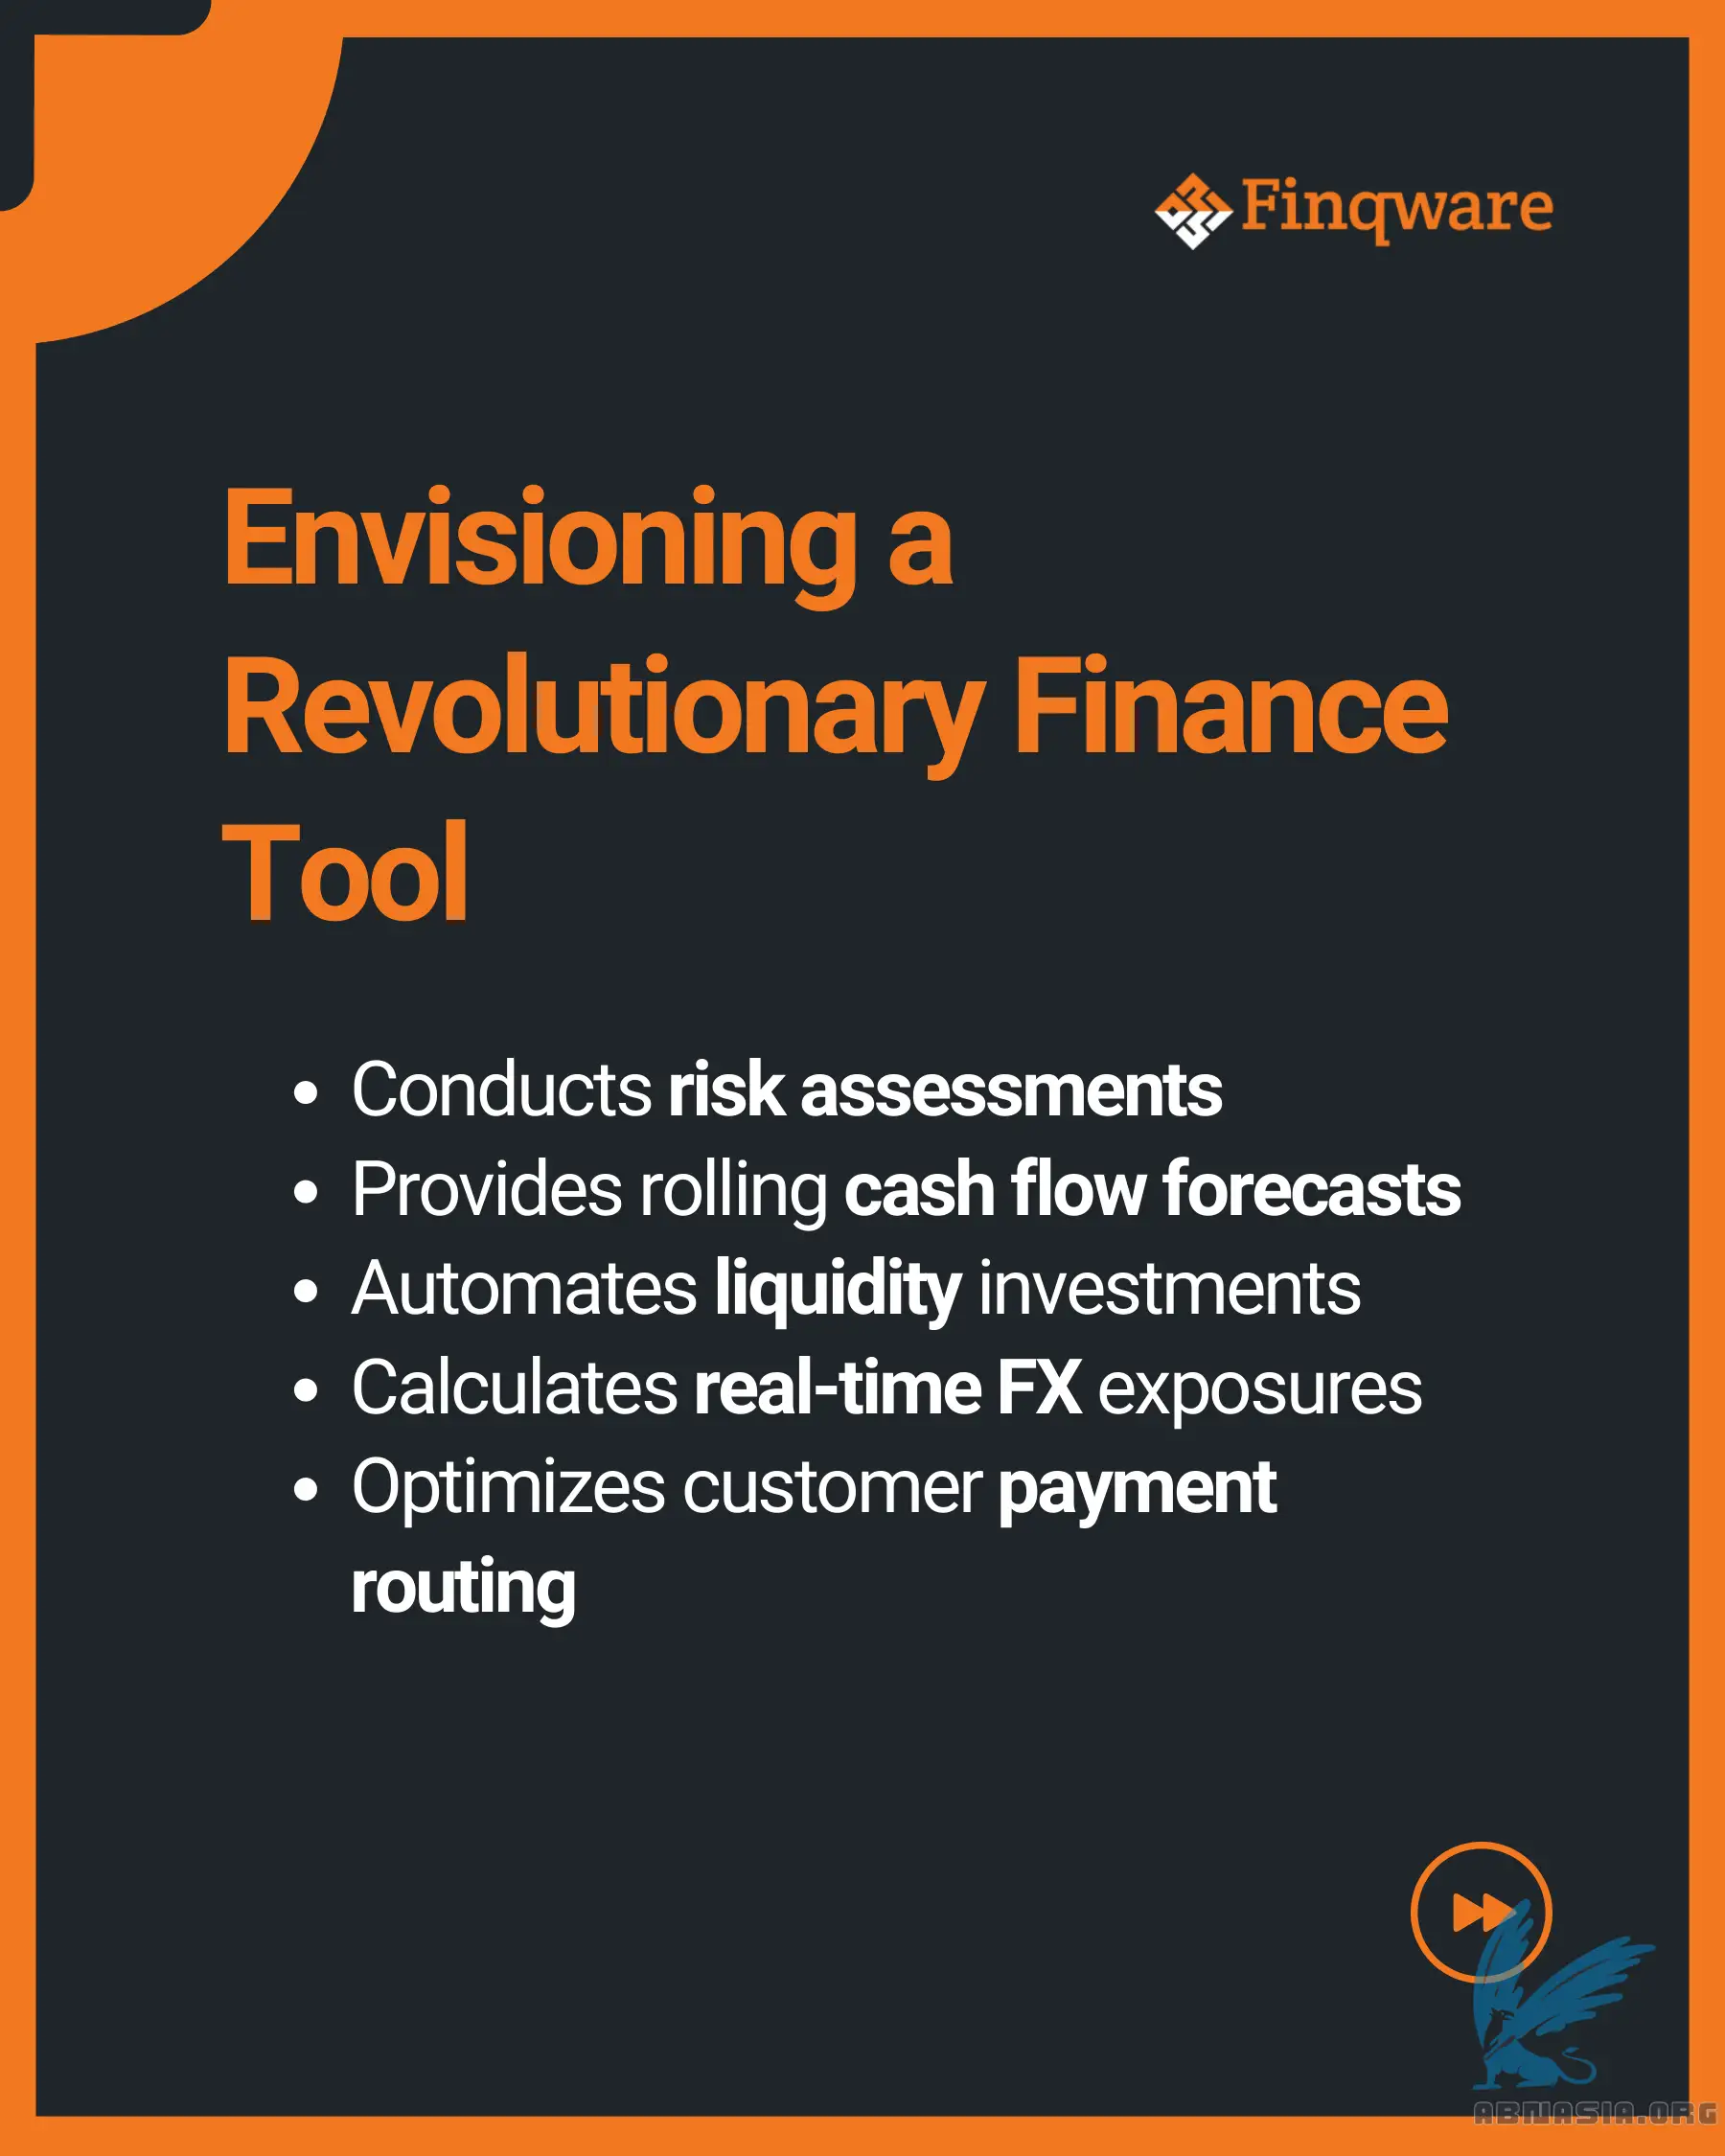 Finqware
Envisioning a
Revolutionary Finance
Tool
• Conducts risk assessments
• Provides rolling cash flow forecasts
• Automates liquidity investments
• Calculates real-time FX exposures
• Optimizes customer payment
routing
ABNASIA.ORG